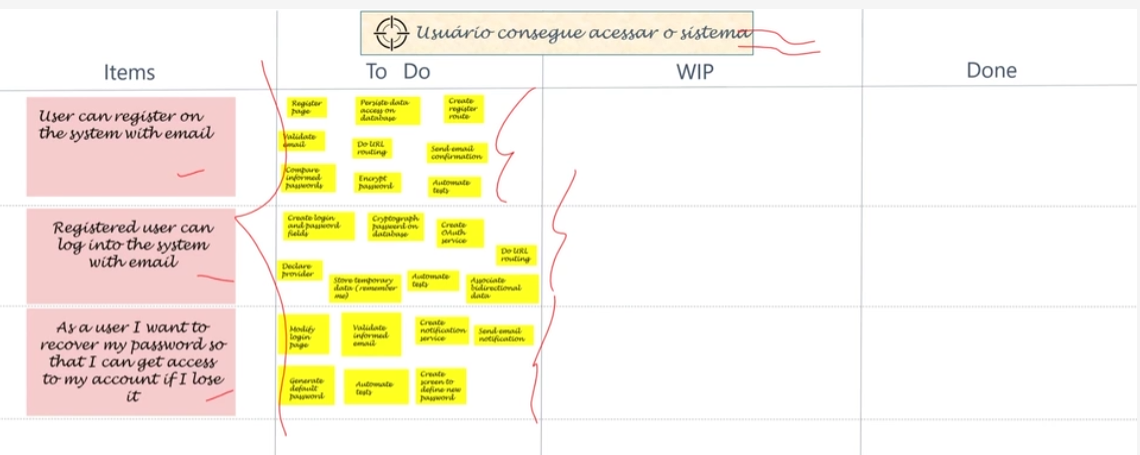 Usuário consegue acessar o sistema
Items
To Do
WIP
Done
User can register on
the system with email
Register
page
Persiste data
access on
database
Create
register
route
Validate
email
Do URL
routing
Send email
confirmation
Compare
informed
passwords
Encrypt
password
Automate
tests
Registered user can
log into the system
with email
Create login
and password
fields
Cryptograph
password on
database
Create
OAuth
service
Do URL
routing
Declare
provider
Store temporary
data (remember
me)
Automate
tests
Associate
bidirectional
data
As a user I want to
recover my password so
that I can get access
to my account if I lose
it
Modify
login
page
Validate
informed
email
Create
notification
service
Send email
notification
Generate
default
password
Automate
tests
Create
screen to
define new
password